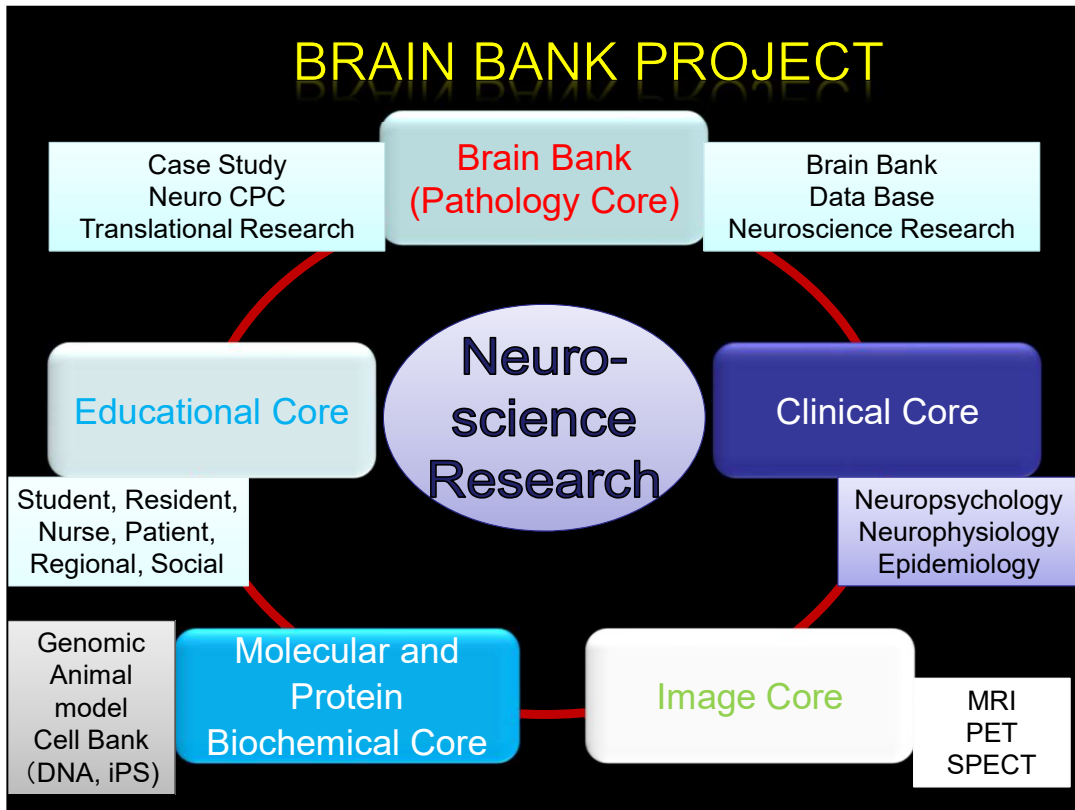 BRAIN BANK PROJECT
Brain Bank
(Pathology Core)
Case Study
Neuro CPC
Translational Research
Brain Bank
Data Base
Neuroscience Research
Educational Core
Neuro-
science
Research
Clinical Core
Student, Resident,
Nurse, Patient,
Regional, Social
Neuropsychology
Neurophysiology
Epidemiology
Genomic
Animal
model
Cell Bank
（DNA, iPS)
Molecular and
Protein
Biochemical Core
Image Core
MRI
PET
SPECT